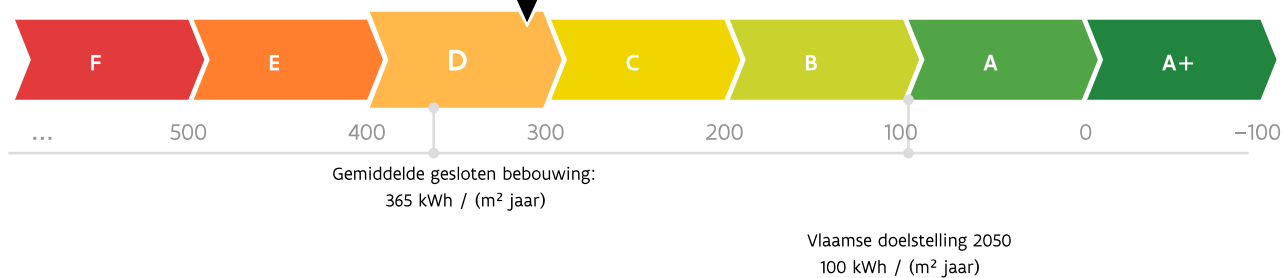 F E D C B A A+
... 500 400 300 200 100 0 −100
Gemiddelde gesloten bebouwing:
365 kWh / (m² jaar)
Vlaamse doelstelling 2050
100 kWh / (m² jaar)